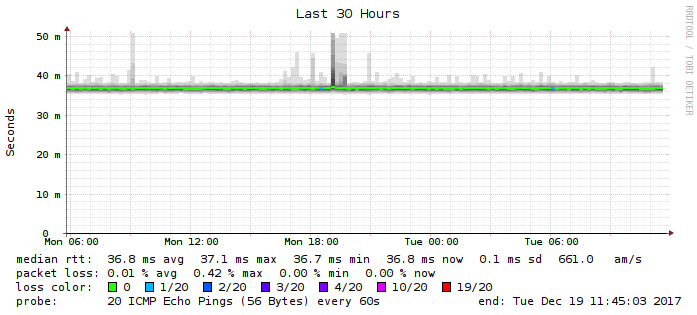 Last 30 Hours
RRDTOOL / TOBI OETIKER
Seconds
50 m
40 m
30 m
20 m
10 m
0
Mon 06:00 Mon 12:00 Mon 18:00 Tue 00:00 Tue 06:00
median rtt: 36.8 ms avg 37.1 ms max 36.7 ms min 36.8 ms now 0.1 ms sd 661.0 am/s
packet loss: 0.01 % avg 0.42 % max 0.00 % min 0.00 % now
loss color: 0 1/20 2/20 3/20 4/20 10/20 19/20
probe: 20 ICMP Echo Pings (56 Bytes) every 60s end: Tue Dec 19 11:45:03 2017